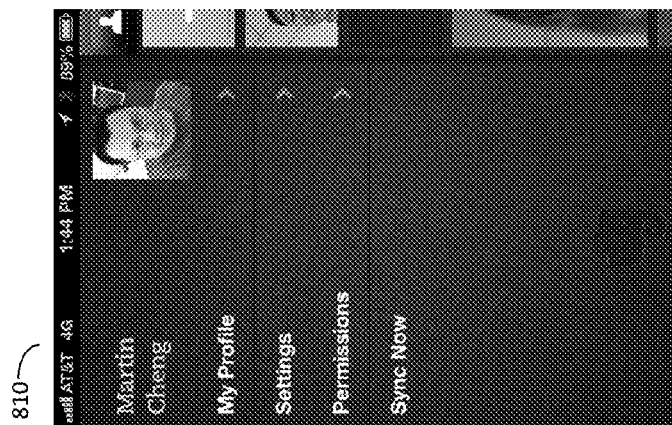 810
AT&T 4G 1:44 PM 89%
Martin
Cheng
My Profile
Settings
Permissions
Sync Now